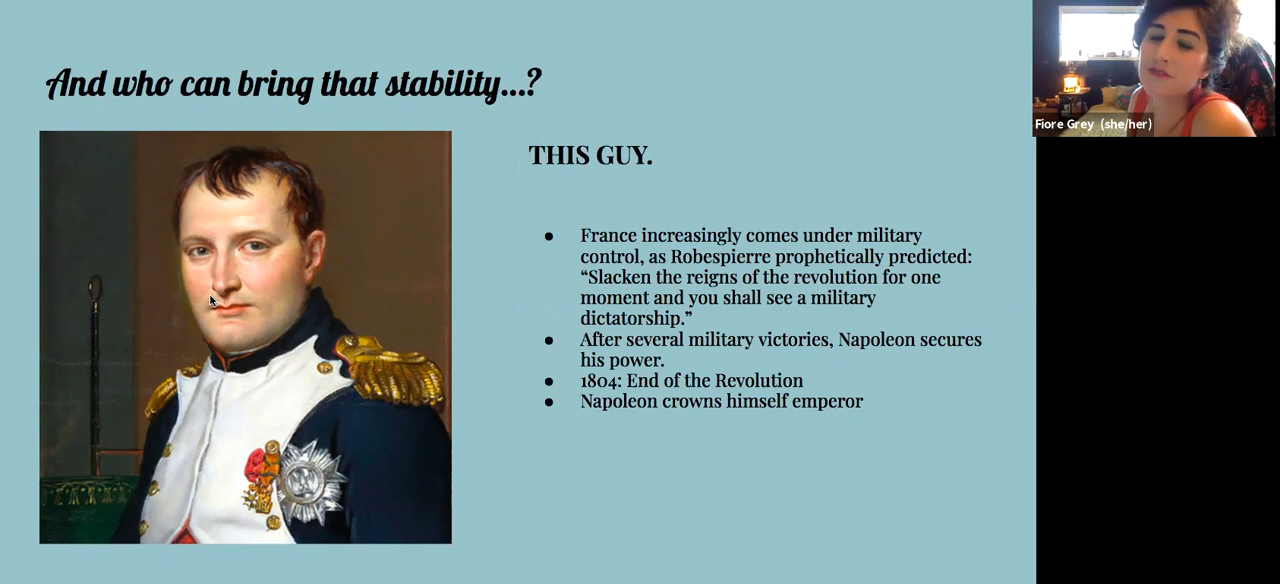 And who can bring that stability...?
THIS GUY.
● France increasingly comes under military
control, as Robespierre prophetically predicted:
“Slacken the reigns of the revolution for one
moment and you shall see a military
dictatorship.”
● After several military victories, Napoleon secures
his power.
● 1804: End of the Revolution
● Napoleon crowns himself emperor
Fiore Grey (she/her)